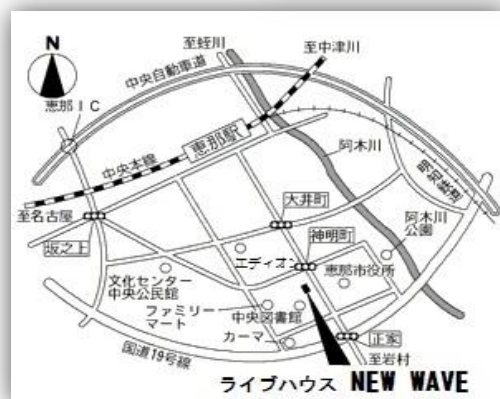 N
至蛭川
至中津川
中央自動車道
恵那IC
恵那駅
中央本線
阿木川
明知鉄道
至名古屋
大井町
阿木川
公園
坂之上
神明町
エディオン
文化センター
中央公民館
恵那市役所
ファミリー
マート
中央図書館
カーマ
正家
国道19号線
至岩村
ライブハウス NEW WAVE